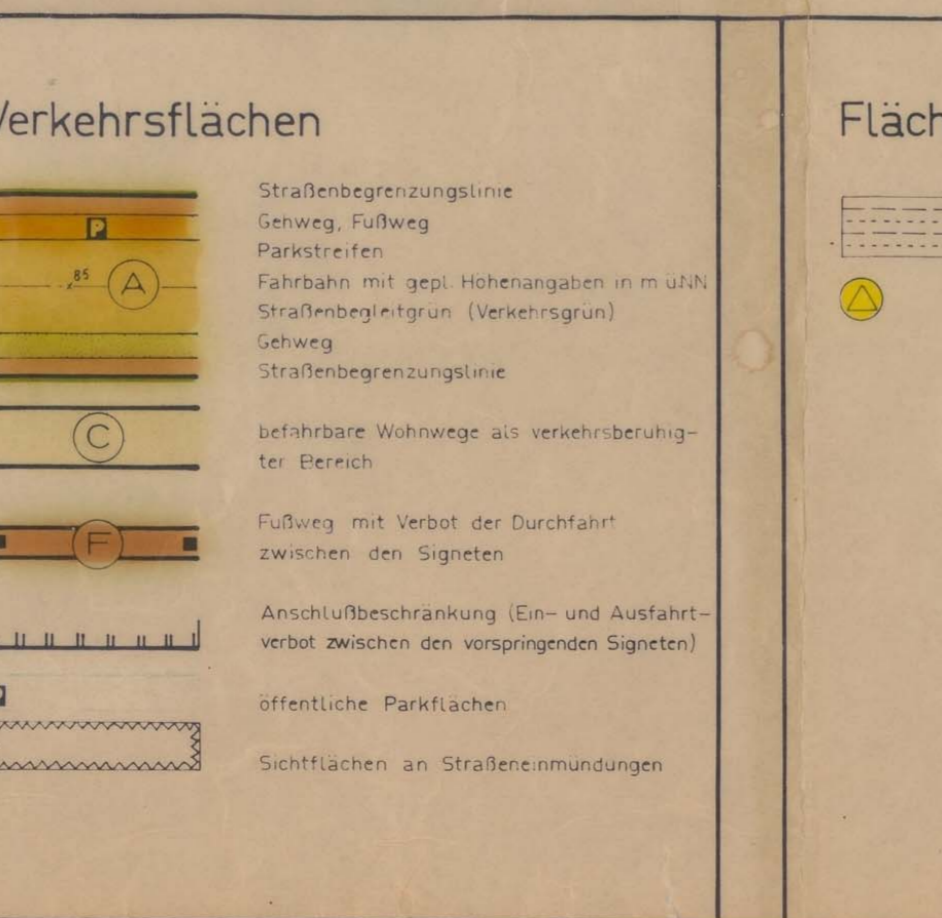 Verkehrsflächen
Straßenbegrenzungslinie
Gehweg, Fußweg
P
Parkstreifen
85
A
Fahrbahn mit gepl. Höhenangaben in m ü.NN
Straßenbegleitgrün (Verkehrsgrün)
Gehweg
Straßenbegrenzungslinie
C
befahrbare Wohnwege als verkehrsberuhig-
ter Bereich
F
Fußweg mit Verbot der Durchfahrt
zwischen den Signeten
Anschlußbeschränkung (Ein- und Ausfahrt-
verbot zwischen den vorspringenden Signeten)
öffentliche Parkflächen
Sichtflächen an Straßeneinmündungen
Fläch